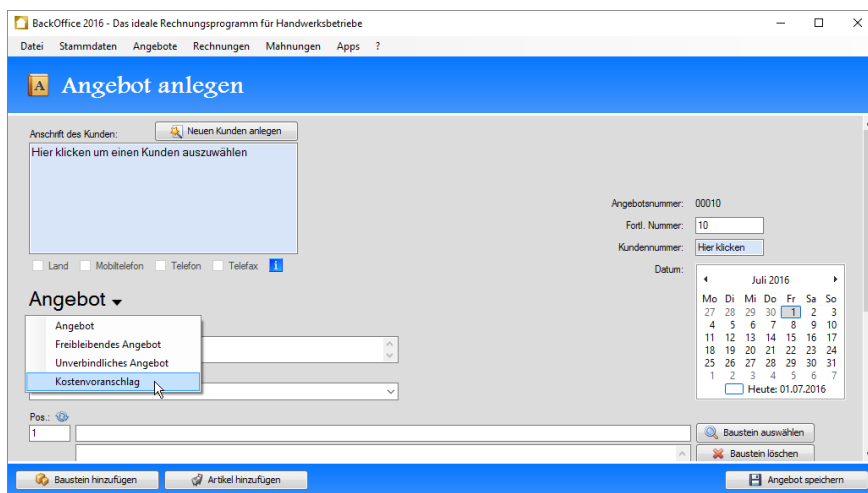 BackOffice 2016 - Das ideale Rechnungsprogramm für Handwerksbetriebe
Datei Stammdaten Angebote Rechnungen Mahnungen Apps ?
A Angebot anlegen
Anschrift des Kunden: Neuen Kunden anlegen
Hier klicken um einen Kunden auszuwählen
Angebotsnummer: 00010
Fortl. Nummer: 10
Kundennummer: Hier klicken
Land Mobiltelefon Telefon Telefax i
Datum:
Juli 2016
Mo Di Mi Do Fr Sa So
27 28 29 30 1 2 3
4 5 6 7 8 9 10
11 12 13 14 15 16 17
18 19 20 21 22 23 24
25 26 27 28 29 30 31
1 2 3 4 5 6 7
Heute: 01.07.2016
Angebot
Angebot
Freibleibendes Angebot
Unverbindliches Angebot
Kostenvoranschlag
Pos.:
1
Baustein auswählen
Baustein löschen
Baustein hinzufügen Artikel hinzufügen Angebot speichern